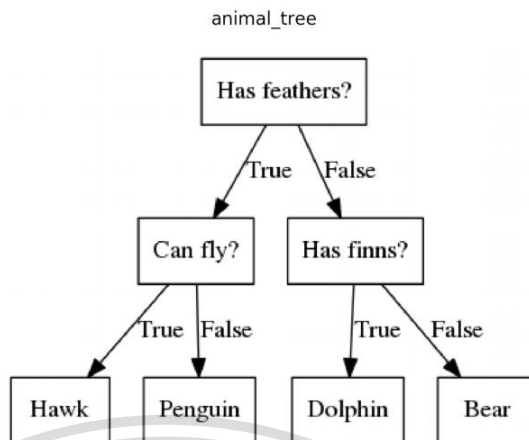 animal_tree
Has feathers?
True False
Can fly? Has finns?
True False True False
Hawk Penguin Dolphin Bear